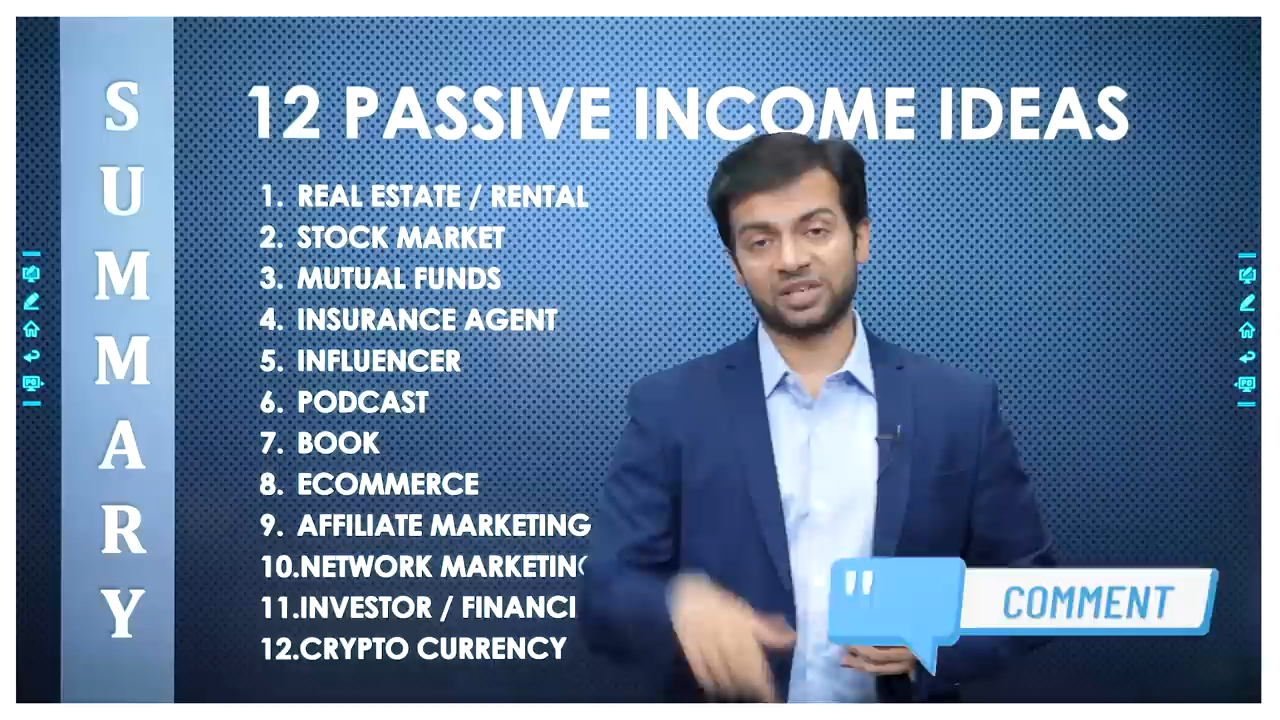 SUMMARY
12 PASSIVE INCOME IDEAS
1. REAL ESTATE / RENTAL
2. STOCK MARKET
3. MUTUAL FUNDS
4. INSURANCE AGENT
5. INFLUENCER
6. PODCAST
7. BOOK
8. ECOMMERCE
9. AFFILIATE MARKETING
10.NETWORK MARKETING
11.INVESTOR / FINANCI
12.CRYPTO CURRENCY
" COMMENT